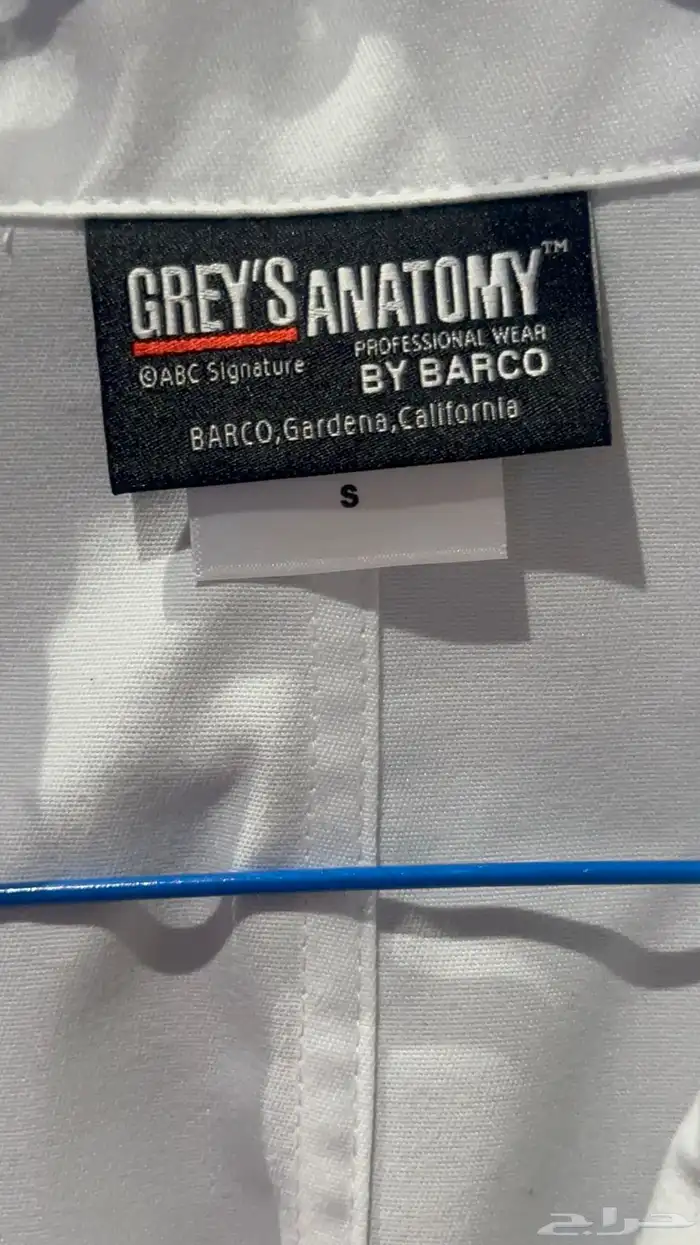 GREY'S ANATOMY™
PROFESSIONAL WEAR
©ABC Signature
BY BARCO
BARCO,Gardena,California
S
حراج